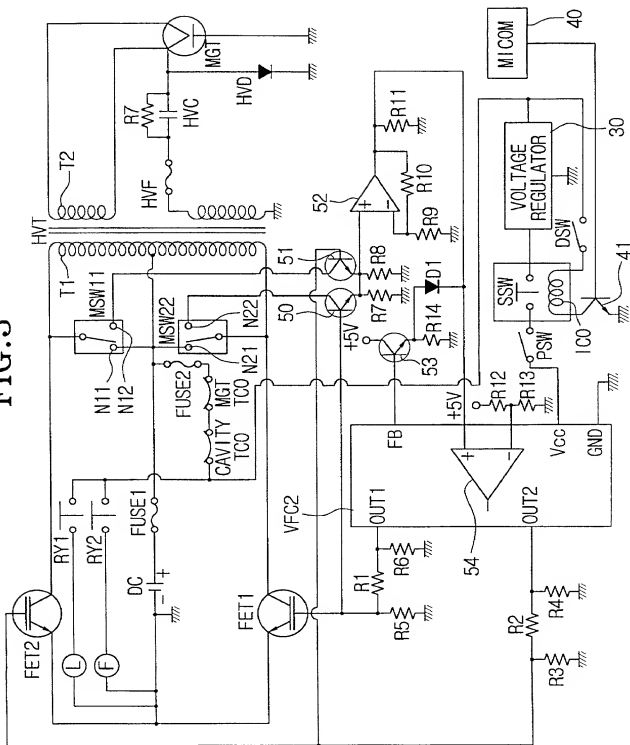 FIG.3
FET2
L
F
RY1
RY2
DC
-
+
FUSE1
FET1
N11
N12
MSW11
MSW22
N21
N22
FUSE2
MGT
TCO
CAVITY
TCO
T1
HVT
T2
HVF
R7
HVC
HVD
MGT
51
50
R8
R7
52
+
-
R11
R10
R9
+5V
53
D1
R14
VFC2
OUT1
OUT2
FB
+
-
54
VCC
GND
R1
R6
R5
R2
R4
R3
+5V
R12
R13
PSW
SSW
ICO
VOLTAGE
REGULATOR
30
DSW
41
MICOM
40